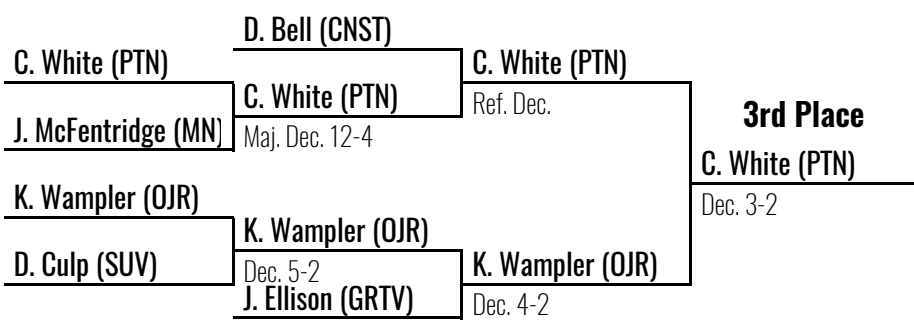 D. Bell (CNST)
C. White (PTN)
C. White (PTN)
C. White (PTN)
Ref. Dec.
3rd Place
J. McFentridge (MN)
Maj. Dec. 12-4
C. White (PTN)
K. Wampler (OJR)
Dec. 3-2
K. Wampler (OJR)
D. Culp (SUV)
Dec. 5-2
K. Wampler (OJR)
J. Ellison (GRTV)
Dec. 4-2